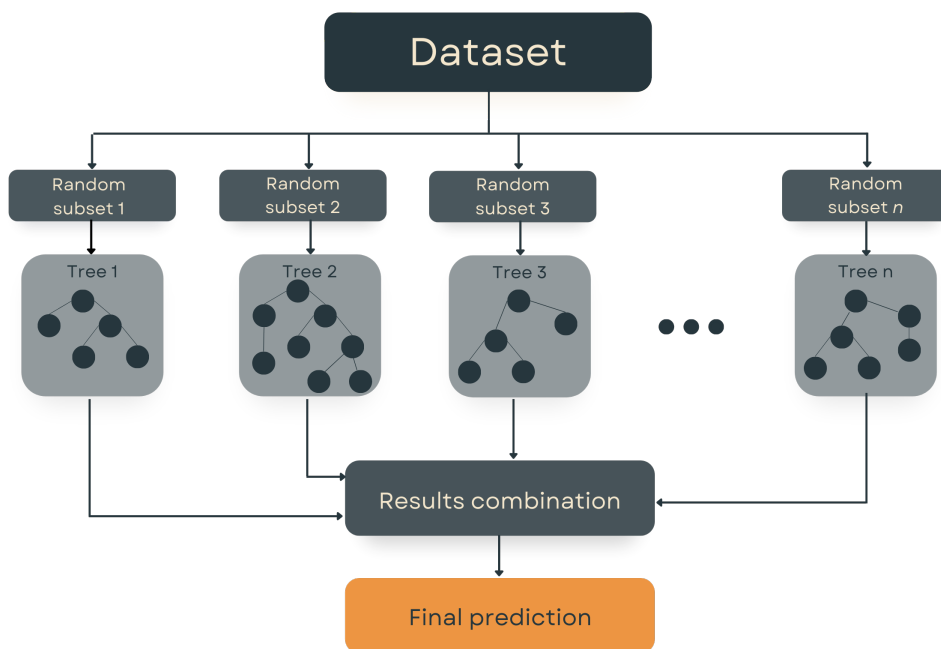 Dataset
Random
subset 1
Random
subset 2
Random
subset 3
Random
subset n
Tree 1
Tree 2
Tree 3
Tree n
Results combination
Final prediction